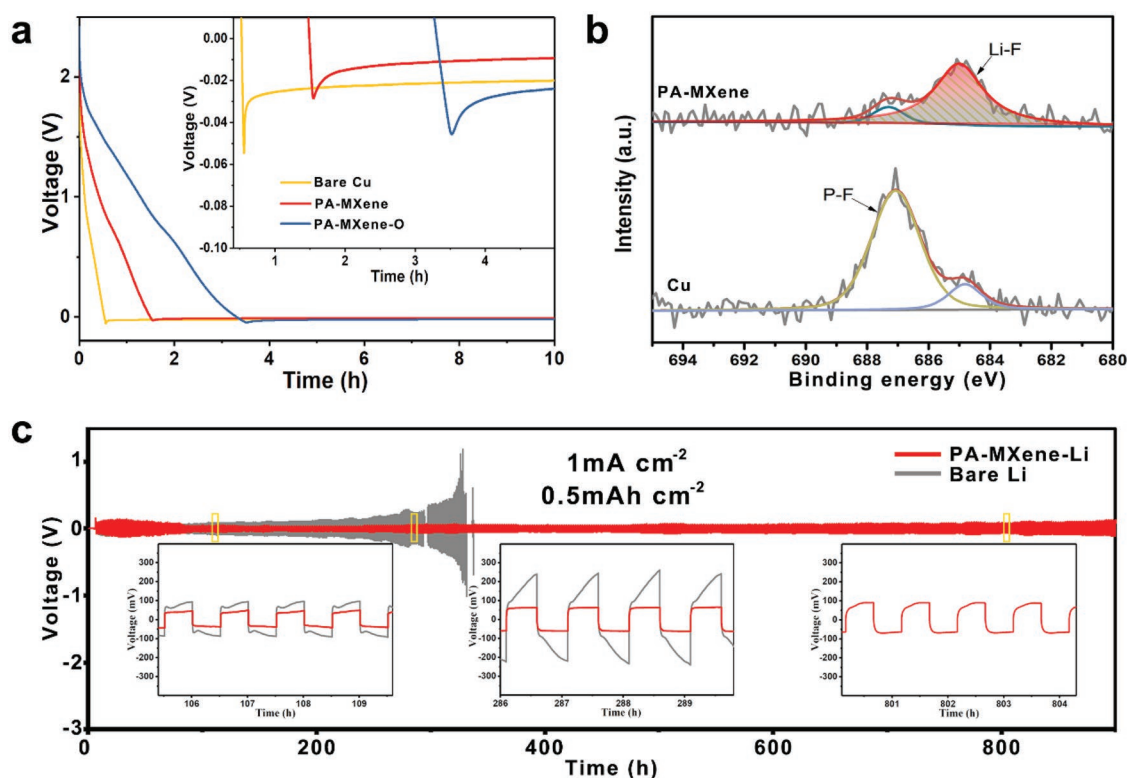 a
Voltage (V)
2
1
0
0
2
4
6
8
10
Time (h)
Voltage (V)
0.00
-0.02
-0.04
-0.06
-0.08
-0.10
1
2
3
4
5
Time (h)
Bare Cu
PA-MXene
PA-MXene-O
b
Intensity (a.u.)
PA-MXene
Li-F
P-F
Cu
694
692
690
688
686
684
682
680
Binding energy (eV)
c
Voltage (V)
1
0
-1
-2
-3
1mA cm-2
0.5mAh cm-2
PA-MXene-Li
Bare Li
Voltage (mV)
300
200
100
0
-100
-200
-300
106
107
108
109
Time (h)
Voltage (mV)
300
200
100
0
-100
-200
-300
286
287
288
289
Time (h)
Voltage (mV)
300
200
100
0
-100
-200
-300
801
802
803
804
Time (h)
0
200
400
600
800
Time (h)